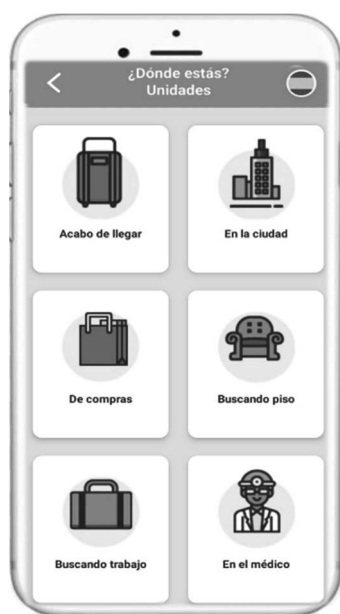 ¿Dónde estás?
Unidades
Acabo de llegar
En la ciudad
De compras
Buscando piso
Buscando trabajo
En el médico